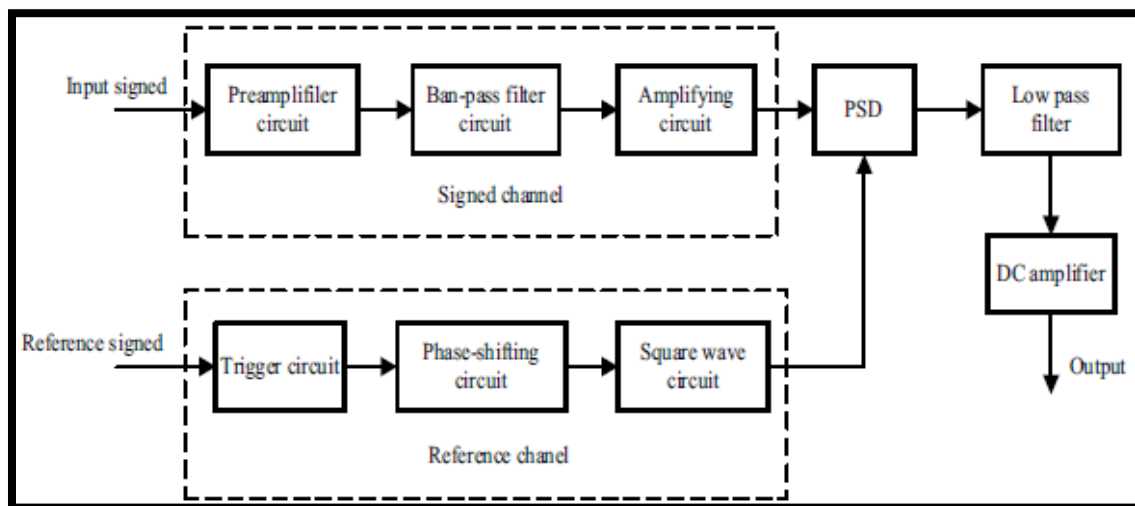 Input signed
Preamplifiler
circuit
Ban-pass filter
circuit
Amplifying
circuit
PSD
Low pass
filter
Signed channel
DC amplifier
Reference signed
Trigger circuit
Phase-shifting
circuit
Square wave
circuit
Output
Reference chanel